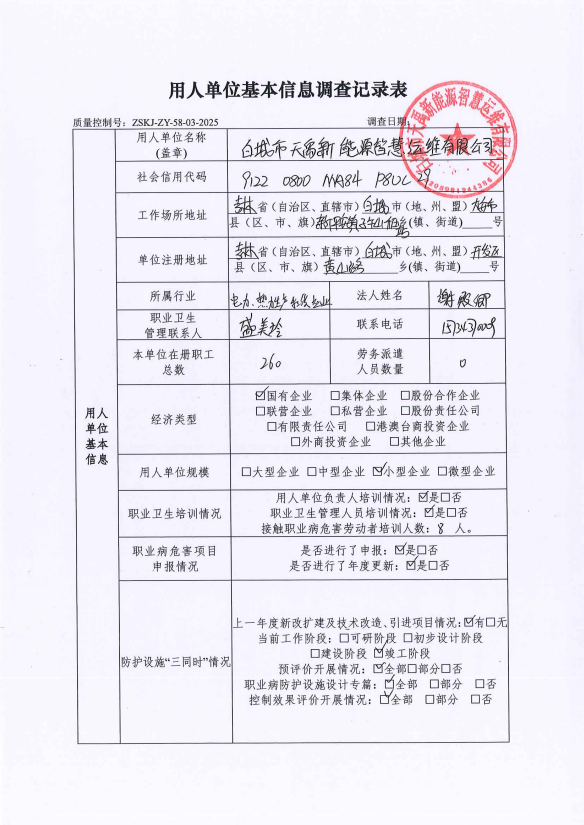 用人单位基本信息调查记录表
质量控制号：ZSKJ-ZY-58-03-2025 调查日期：
用人单位名称（盖章） 白城市天禹新能源智慧运维有限公司
社会信用代码 9122 0800 MA84 P8UC 29
工作场所地址 吉林省（自治区、直辖市）白城市（地、州、盟）大安市
县（区、市、旗） 乡（镇、街道） 号
单位注册地址 吉林省（自治区、直辖市）白城市（地、州、盟）开发区
县（区、市、旗）黄山路 乡（镇、街道） 号
所属行业 电力、热力生产和供应业 法人姓名 谢殿卿
职业卫生管理联系人 盛美玲 联系电话
本单位在册职工总数 260 劳务派遣人员数量 0
用人单位基本信息
经济类型 ☑国有企业 □集体企业 □股份合作企业
□联营企业 □私营企业 □股份责任公司
□有限责任公司 □港澳台商投资企业
□外商投资企业 □其他企业
用人单位规模 □大型企业 □中型企业 ☑小型企业 □微型企业
职业卫生培训情况 用人单位负责人培训情况：☑是□否
职业卫生管理人员培训情况：☑是□否
接触职业病危害劳动者培训人数：8 人。
职业病危害项目申报情况 是否进行了申报：☑是□否
是否进行了年度更新：☑是□否
防护设施“三同时”情况 上一年度新改扩建及技术改造、引进项目情况：☑有□无
当前工作阶段：□可研阶段 □初步设计阶段
□建设阶段 ☑竣工阶段
预评价开展情况：☑全部□部分□否
职业病防护设施设计专篇：☑全部 □部分 □否
控制效果评价开展情况：☑全部 □部分 □否